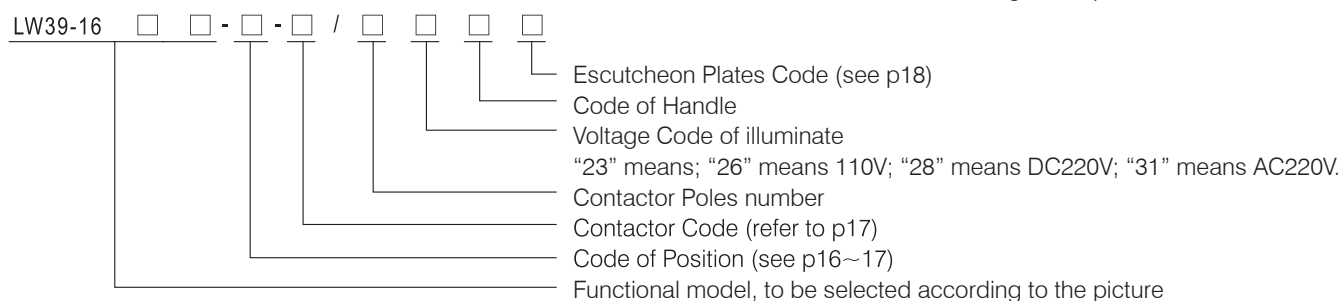 LW39-16 □ □ - □ - □ / □ □ □ □
Escutcheon Plates Code (see p18)
Code of Handle
Voltage Code of illuminate
“23” means; “26” means 110V; “28” means DC220V; “31” means AC220V.
Contactor Poles number
Contactor Code (refer to p17)
Code of Position (see p16~17)
Functional model, to be selected according to the picture